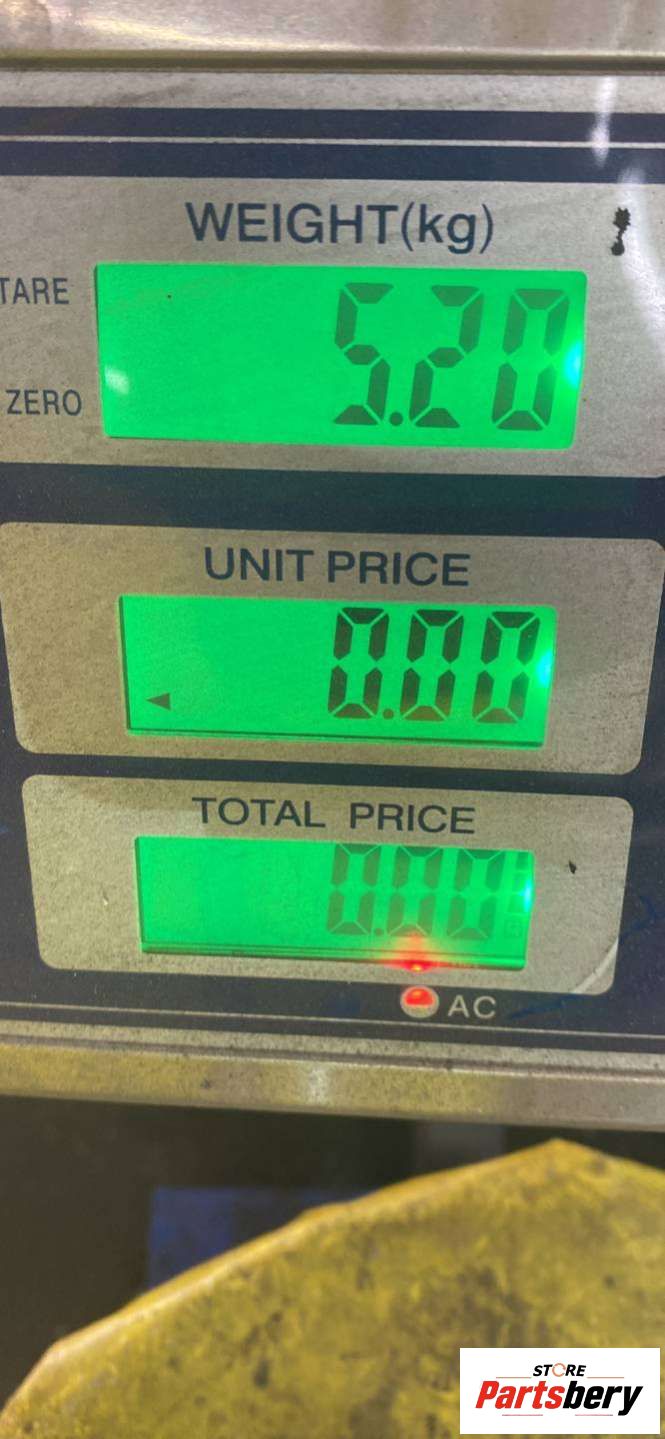 WEIGHT(kg)
TARE
5.20
ZERO
UNIT PRICE
0.00
TOTAL PRICE
0.00
AC
STORE
Partsbery